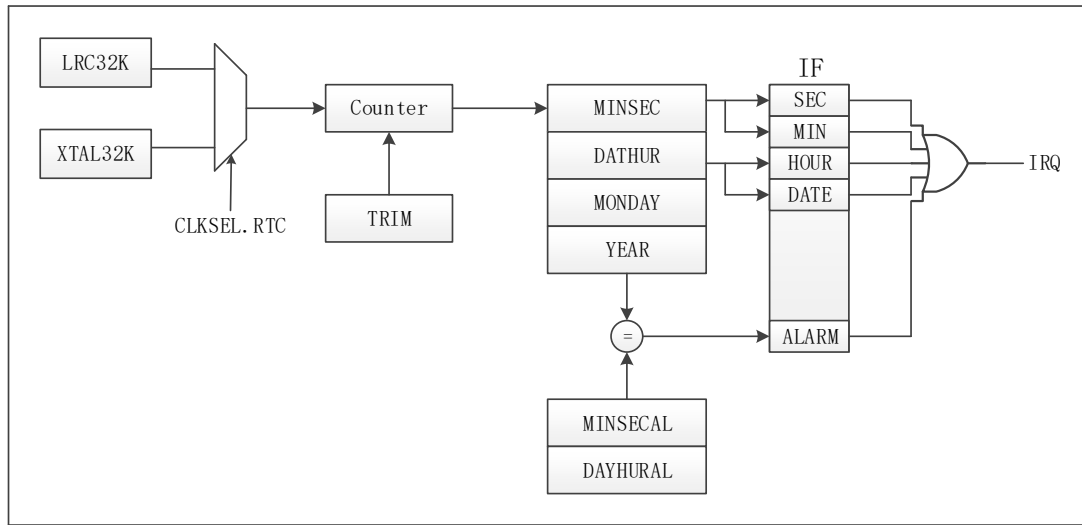 LRC32K
XTAL32K
CLKSEL.RTC
Counter
TRIM
MINSEC
DATHUR
MONDAY
YEAR
=
MINSECAL
DAYHURAL
IF
SEC
MIN
HOUR
DATE
ALARM
IRQ